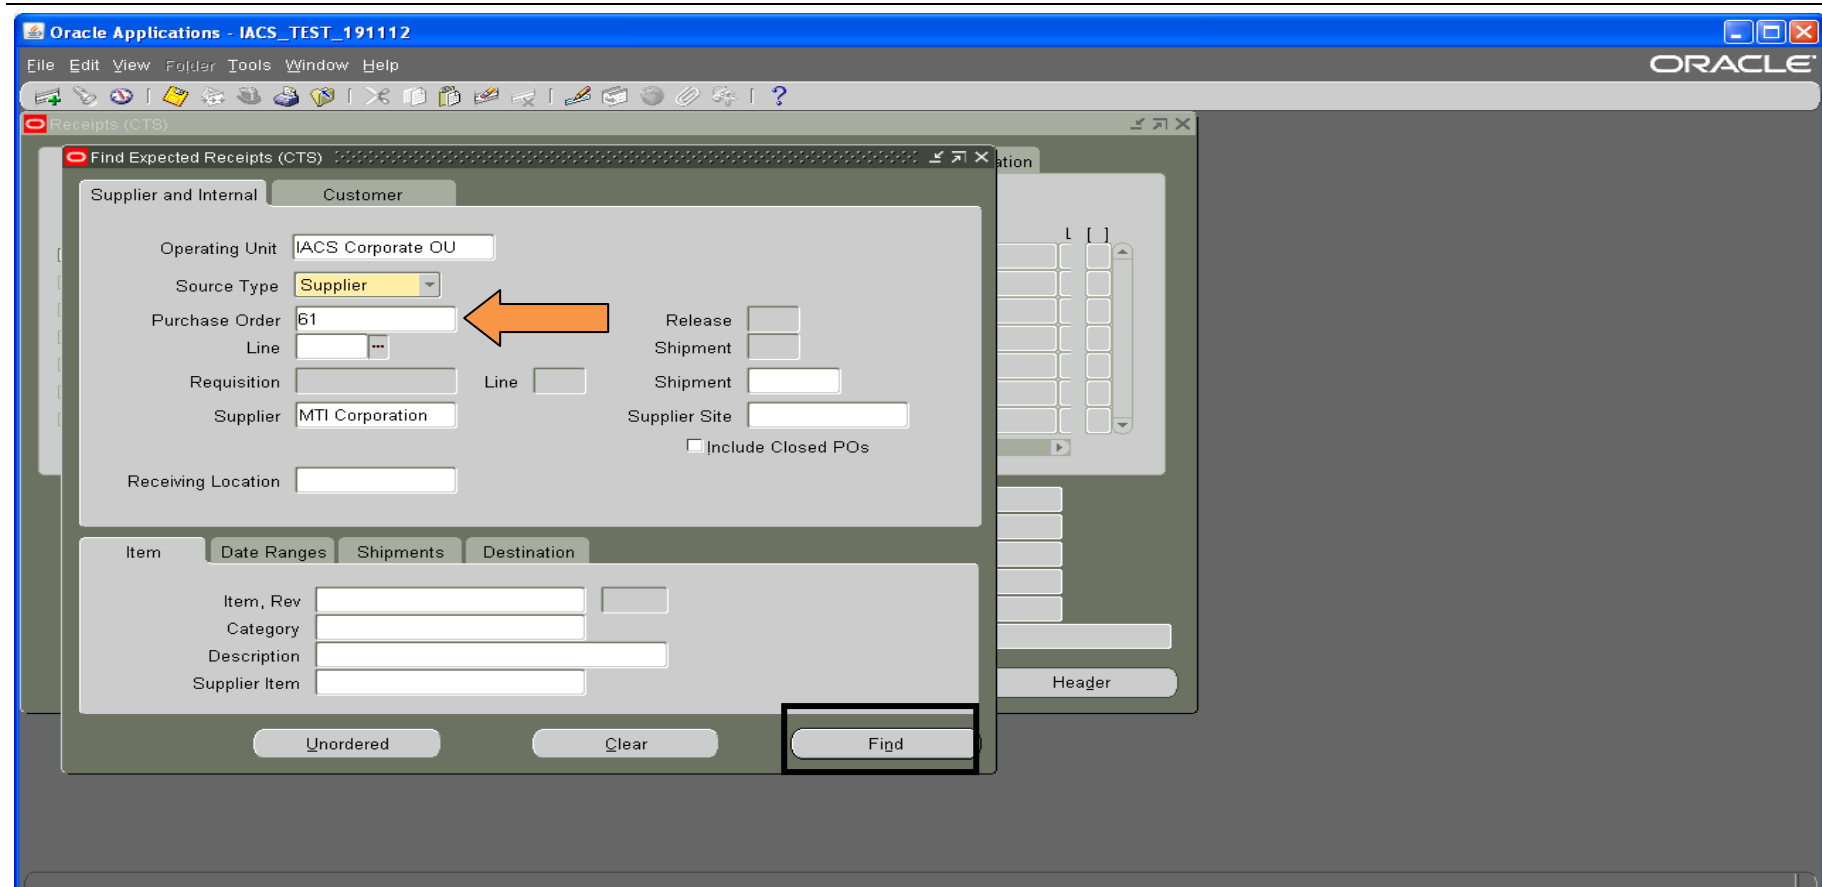 Oracle Applications - IACS_TEST_191112
File Edit View Folder Tools Window Help
ORACLE
Receipts (CTS)
Find Expected Receipts (CTS)
ation
Supplier and Internal Customer
L [ ]
Operating Unit IACS Corporate OU
Source Type Supplier
Purchase Order 61 Release
Line ... Shipment
Requisition Line Shipment
Supplier MTI Corporation Supplier Site
Include Closed POs
Receiving Location
Item Date Ranges Shipments Destination
Item, Rev
Category
Description
Supplier Item
Header
Unordered Clear Find